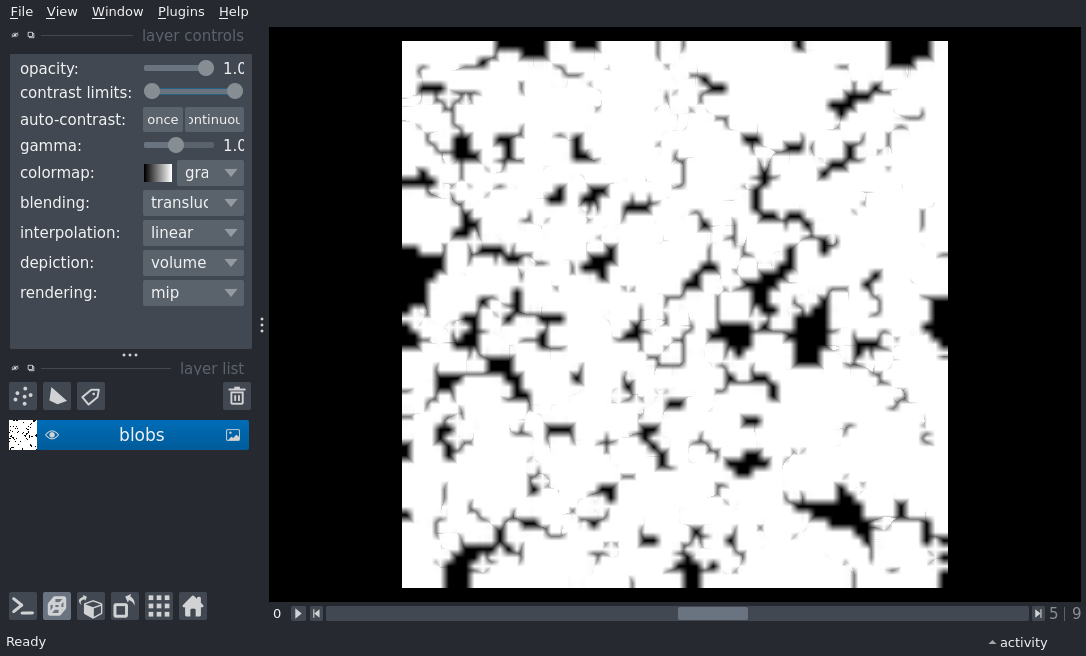 File View Window Plugins Help
layer controls
opacity: 1.0
contrast limits:
auto-contrast: once ontinuou
gamma: 1.0
colormap: gra
blending: transluc
interpolation: linear
depiction: volume
rendering: mip
layer list
blobs
0 5 | 9
Ready activity